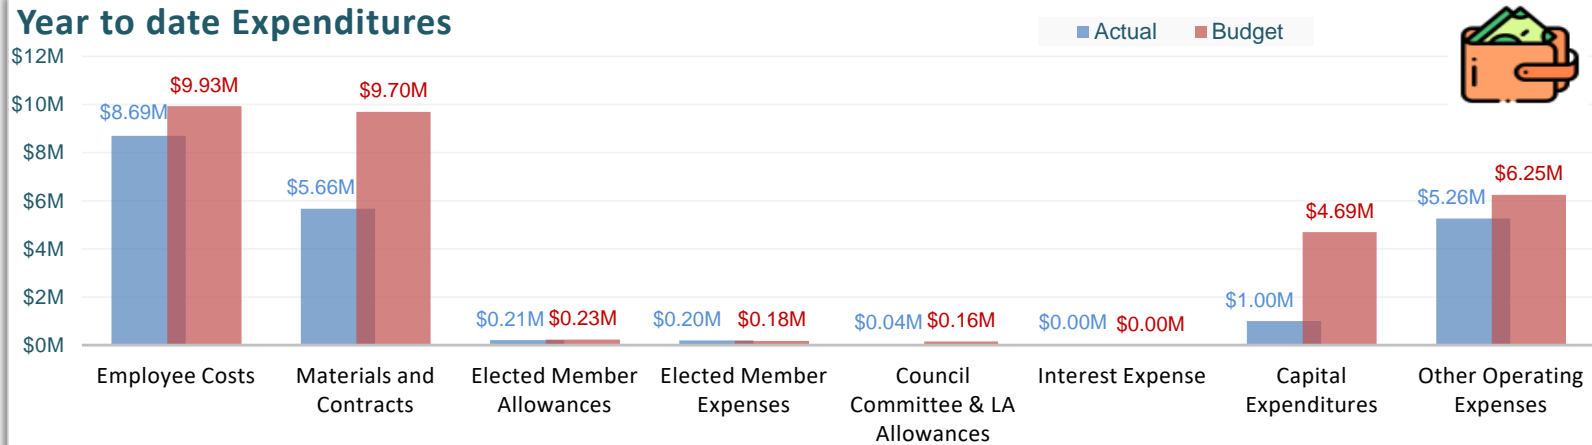 Year to date Expenditures
Actual Budget
$12M
$10M
$8M
$6M
$4M
$2M
$0M
$8.69M $9.93M
$5.66M $9.70M
$0.21M $0.23M
$0.20M $0.18M
$0.04M $0.16M
$0.00M $0.00M
$1.00M $4.69M
$5.26M $6.25M
Employee Costs
Materials and
Contracts
Elected Member
Allowances
Elected Member
Expenses
Council
Committee & LA
Allowances
Interest Expense
Capital
Expenditures
Other Operating
Expenses